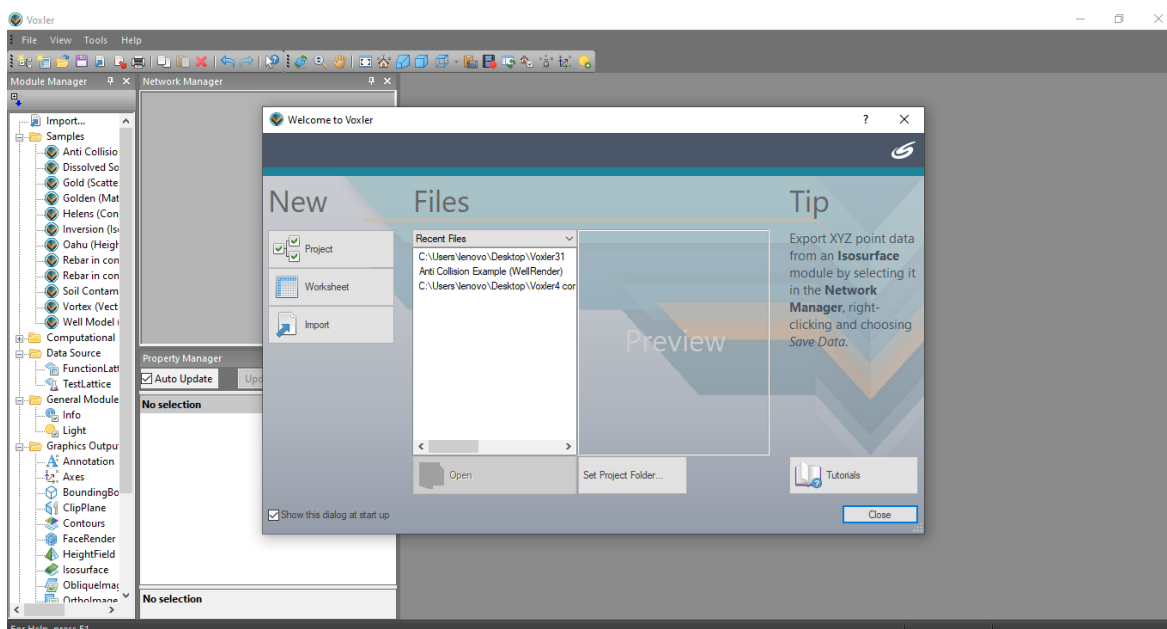 Voxler
File View Tools Help
Module Manager
Network Manager
Import...
Samples
Anti Collisio
Dissolved So
Gold (Scatte
Golden (Mat
Helens (Con
Inversion (Is
Oahu (Heigh
Rebar in con
Rebar in con
Soil Contam
Vortex (Vect
Well Model
Computational
Data Source
FunctionLatt
TestLattice
General Module
Info
Light
Graphics Outpu
Annotation
Axes
BoundingBo
ClipPlane
Contours
FaceRender
HeightField
Isosurface
ObliqueImag
OrthoImage
Property Manager
Auto Update
Upd
No selection
No selection
For Help, press F1
Welcome to Voxler
New
Project
Worksheet
Import
Files
Recent Files
C:\Users\lenovo\Desktop\Voxler31
Anti Collision Example (WellRender)
C:\Users\lenovo\Desktop\Voxler4 cor
Preview
Open
Set Project Folder...
Tip
Export XYZ point data
from an Isosurface
module by selecting it
in the Network
Manager, right-
clicking and choosing
Save Data.
Tutorials
Show this dialog at start up
Close